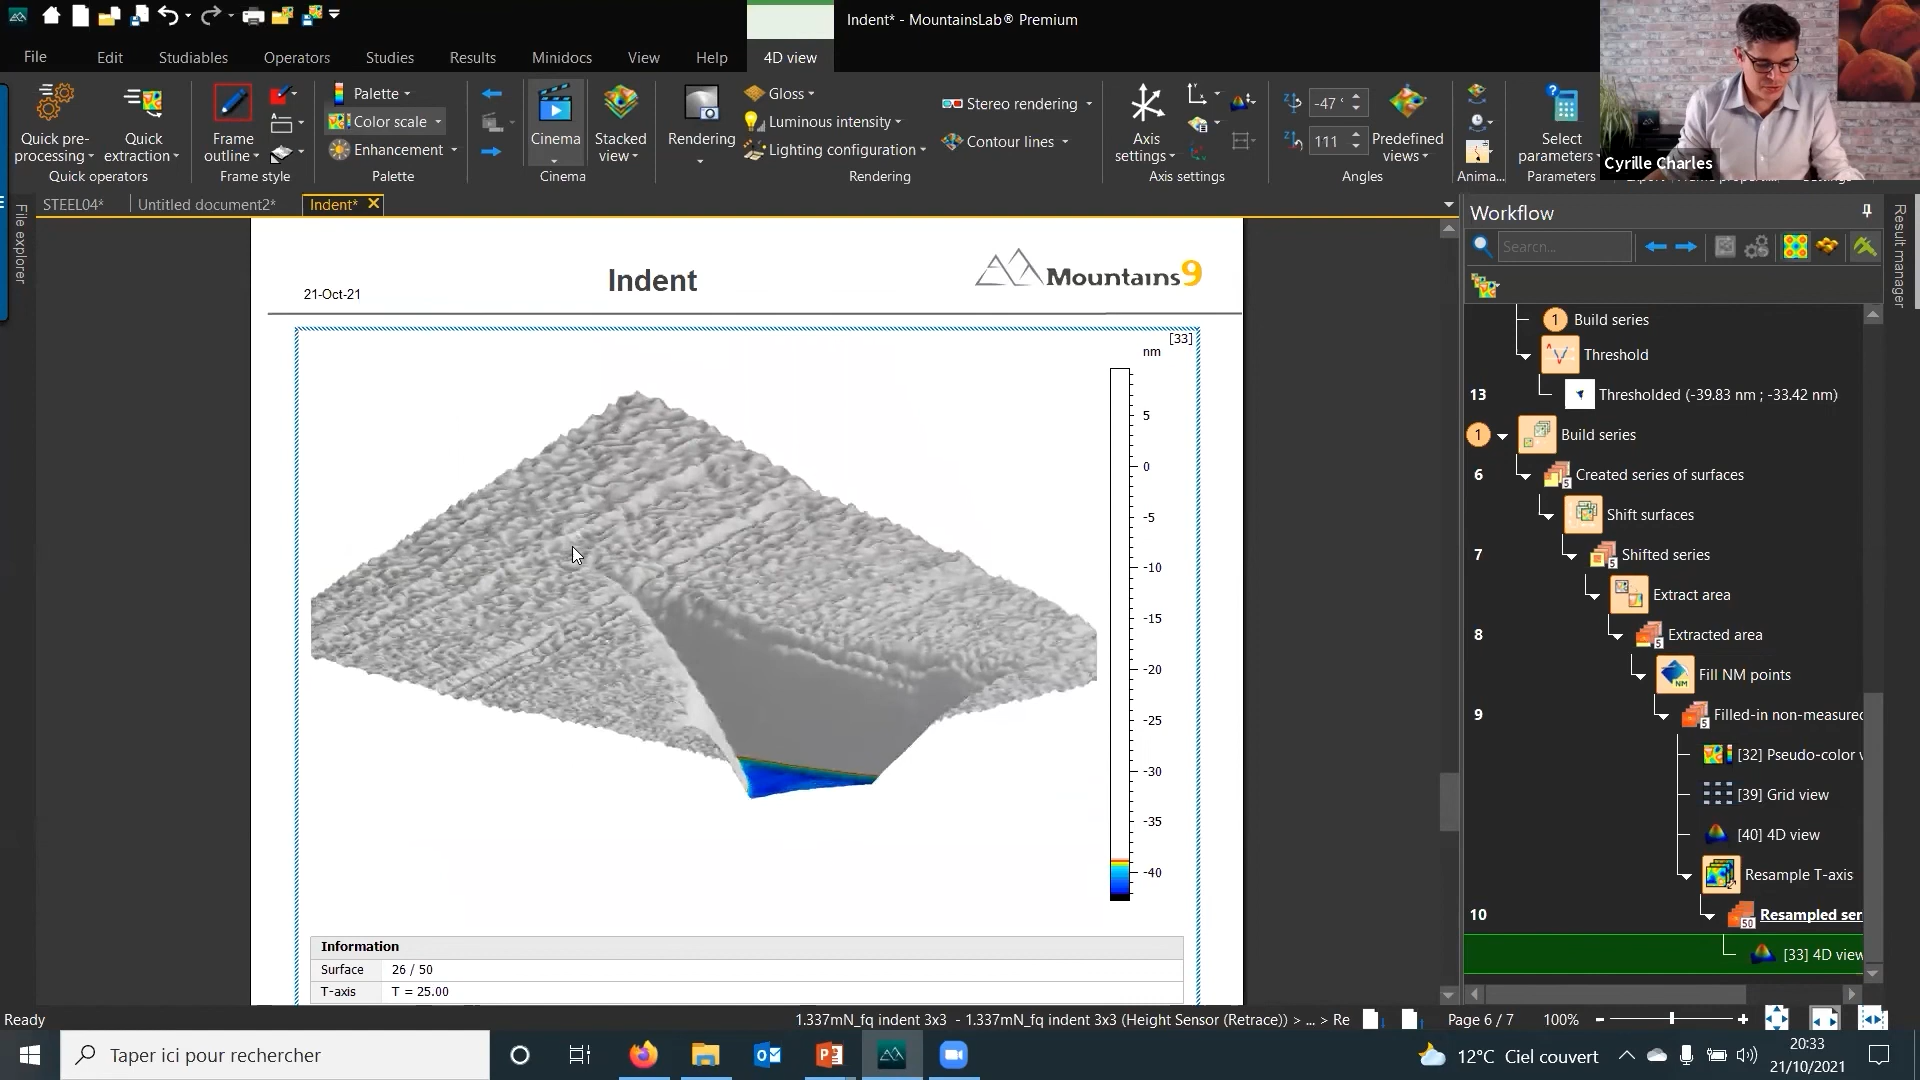 Indent* - MountainsLab® Premium
File Edit Studiables Operators Studies Results Minidocs View Help 4D view
Quick pre-processing
Quick extraction
Quick operators
Frame outline
Frame style
Palette
Color scale
Enhancement
Palette
Cinema
Stacked view
Cinema
Rendering
Gloss
Luminous intensity
Lighting configuration
Stereo rendering
Contour lines
Rendering
Axis settings
Axis settings
-47 °
111
Predefined views
Angles
Anima...
Select parameters
Parameters
Cyrille Charles
STEEL04* Untitled document2* Indent*
File explorer
21-Oct-21
Indent
Mountains9
[33]
nm
5
0
-5
-10
-15
-20
-25
-30
-35
-40
Information
Surface 26 / 50
T-axis T = 25.00
Workflow
Search...
Result manager
1 Build series
Threshold
13 Thresholded (-39.83 nm ; -33.42 nm)
1 Build series
6 5 Created series of surfaces
Shift surfaces
7 5 Shifted series
Extract area
8 5 Extracted area
NM Fill NM points
9 5 Filled-in non-measured
[32] Pseudo-color v
[39] Grid view
[40] 4D view
Resample T-axis
10 50 Resampled ser
[33] 4D view
Ready
1.337mN_fq indent 3x3 - 1.337mN_fq indent 3x3 (Height Sensor (Retrace)) > ... > Re
Page 6 / 7
100%
Taper ici pour rechercher
12°C Ciel couvert
20:33
21/10/2021